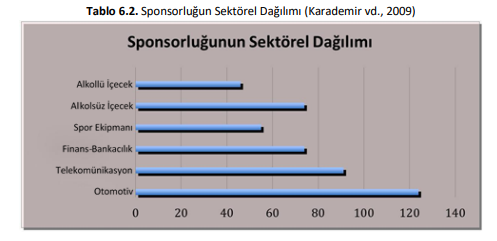 Tablo 6.2. Sponsorluğun Sektörel Dağılımı (Karademir vd., 2009)
Sponsorluğunun Sektörel Dağılımı
Alkollü İçecek
Alkolsüz İçecek
Spor Ekipmanı
Finans-Bankacılık
Telekomünikasyon
Otomotiv
0 20 40 60 80 100 120 140